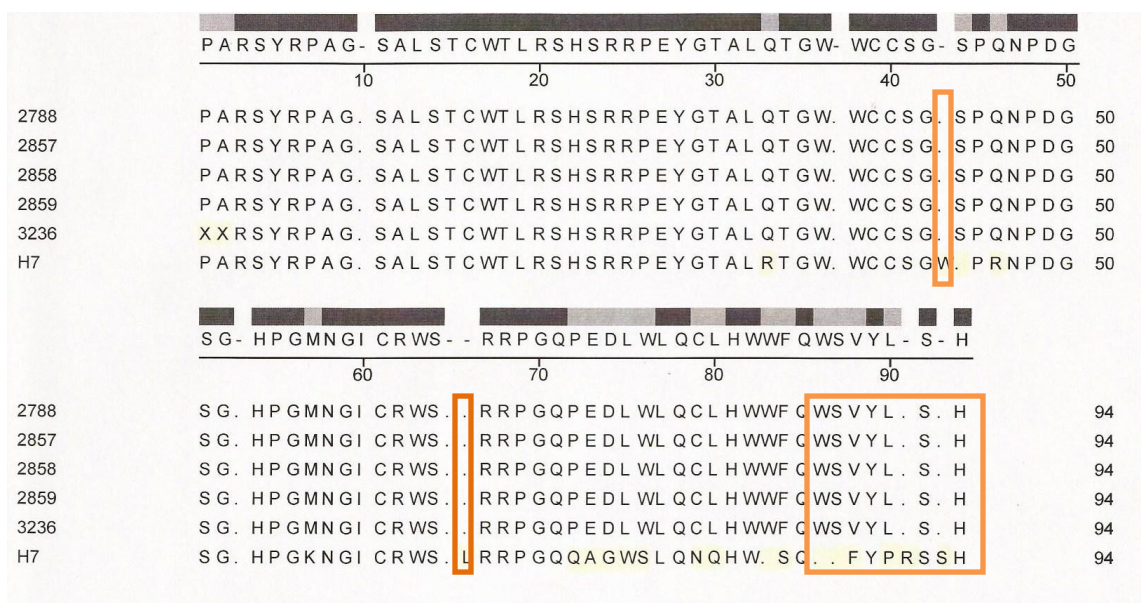 PARSYRPAG-SALSTCWTLRSHSRRPEYGTALQTGW-WCCSG-SPQNPDG
10 20 30 40 50
2788 PARSYRPAG.SALSTCWTLRSHSRRPEYGTALQTGW.WCCSG.SPQNPDG 50
2857 PARSYRPAG.SALSTCWTLRSHSRRPEYGTALQTGW.WCCSG.SPQNPDG 50
2858 PARSYRPAG.SALSTCWTLRSHSRRPEYGTALQTGW.WCCSG.SPQNPDG 50
2859 PARSYRPAG.SALSTCWTLRSHSRRPEYGTALQTGW.WCCSG.SPQNPDG 50
3236 XXRSYRPAG.SALSTCWTLRSHSRRPEYGTALQTGW.WCCSG.SPQNPDG 50
H7 PARSYRPAG.SALSTCWTLRSHSRRPEYGTALRTGW.WCCSGW.PRNPDG 50
SG-HPGMNGICRWS--RRPGQPEDLWLQCLHWWFQWSVYL-S-H
60 70 80 90
2788 SG.HPGMNGICRWS..RRPGQPEDLWLQCLHWWFQWSVYL.S.H 94
2857 SG.HPGMNGICRWS..RRPGQPEDLWLQCLHWWFQWSVYL.S.H 94
2858 SG.HPGMNGICRWS..RRPGQPEDLWLQCLHWWFQWSVYL.S.H 94
2859 SG.HPGMNGICRWS..RRPGQPEDLWLQCLHWWFQWSVYL.S.H 94
3236 SG.HPGMNGICRWS..RRPGQPEDLWLQCLHWWFQWSVYL.S.H 94
H7 SG.HPGKNGICRWS.LRRPGQQAGWSLQNQHW.SQ..FYPRSSH 94